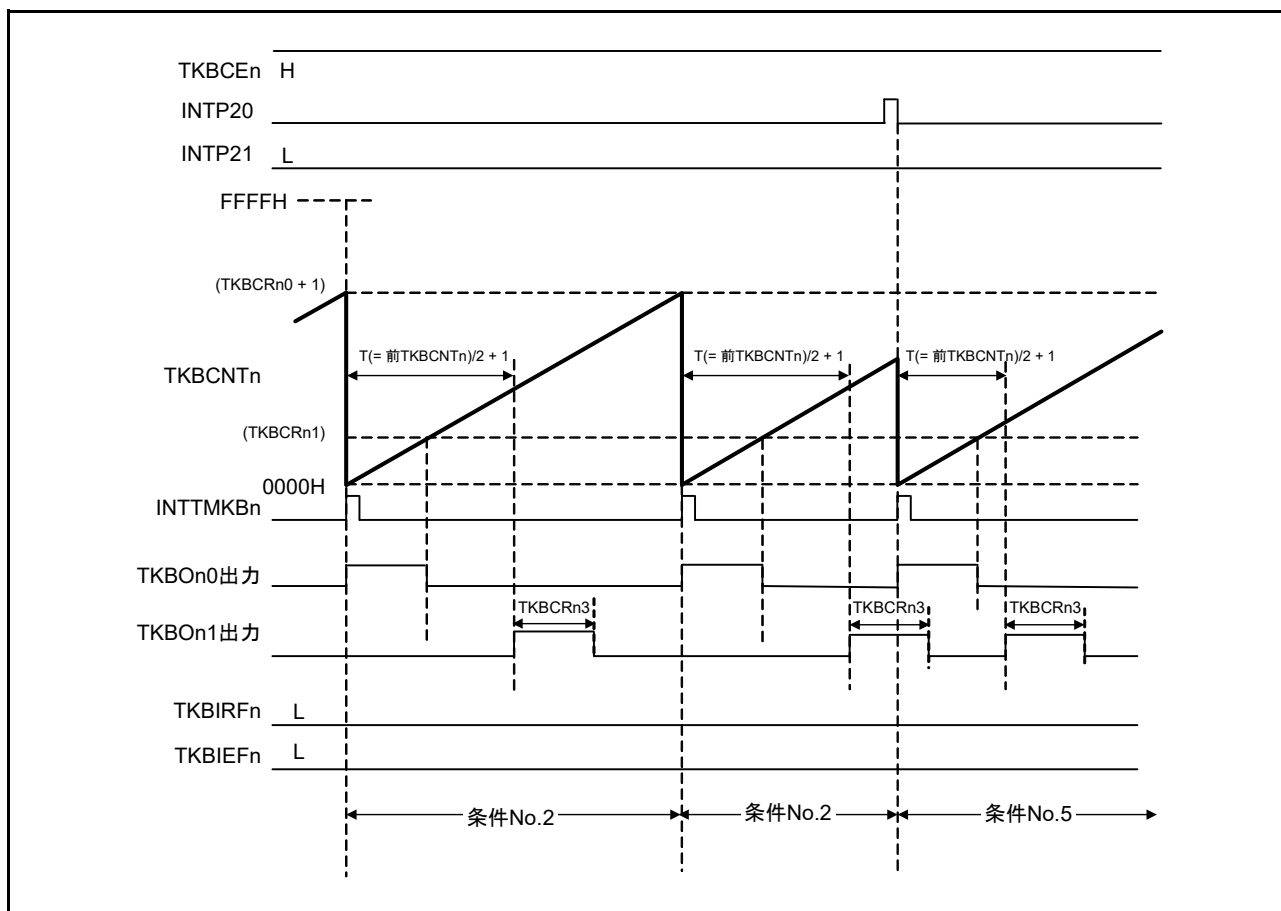 TKBCEn H
INTP20
INTP21 L
FFFFH
(TKBCRn0 + 1)
T(= 前TKBCNTn)/2 + 1 T(= 前TKBCNTn)/2 + 1 T(= 前TKBCNTn)/2 + 1
TKBCNTn
(TKBCRn1)
0000H
INTTMKBn
TKBOn0出力
TKBCRn3 TKBCRn3 TKBCRn3
TKBOn1出力
TKBIRFn L
TKBIEFn L
条件No.2 条件No.2 条件No.5